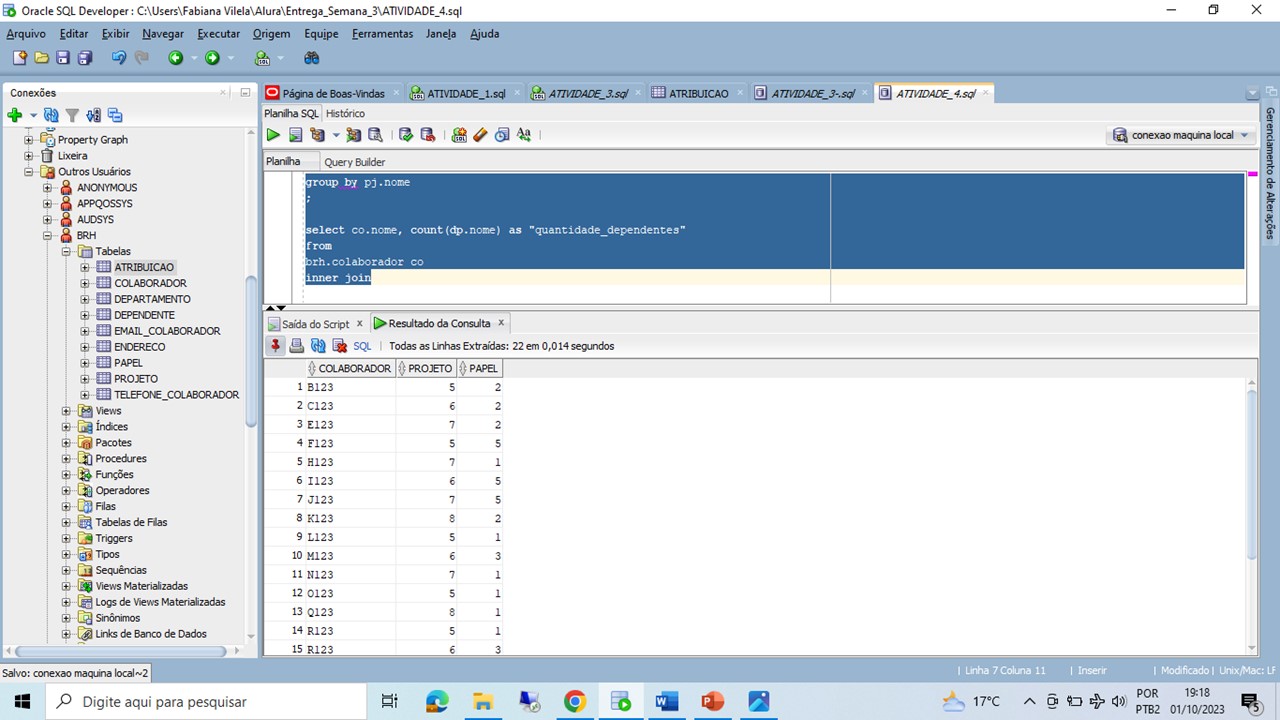 Oracle SQL Developer : C:\Users\Fabiana Vilela\Alura\Entrega_Semana_3\ATIVIDADE_4.sql
Arquivo Editar Exibir Navegar Executar Origem Equipe Ferramentas Janela Ajuda
Conexões
Property Graph
Lixeira
Outros Usuários
ANONYMOUS
APPQOSSYS
AUDSYS
BRH
Tabelas
ATRIBUICAO
COLABORADOR
DEPARTAMENTO
DEPENDENTE
EMAIL_COLABORADOR
ENDERECO
PAPEL
PROJETO
TELEFONE_COLABORADOR
Views
Índices
Pacotes
Procedures
Funções
Operadores
Filas
Tabelas de Filas
Triggers
Tipos
Sequências
Views Materializadas
Logs de Views Materializadas
Sinônimos
Links de Banco de Dados
Página de Boas-Vindas ATIVIDADE_1.sql ATIVIDADE_3.sql ATRIBUICAO ATIVIDADE_3-.sql ATIVIDADE_4.sql
Planilha SQL Histórico
conexao maquina local
Planilha Query Builder
group by pj.nome
;
select co.nome, count(dp.nome) as "quantidade_dependentes"
from
brh.colaborador co
inner join
Saída do Script x Resultado da Consulta x
SQL | Todas as Linhas Extraídas: 22 em 0,014 segundos
COLABORADOR PROJETO PAPEL
1 B123 5 2
2 C123 6 2
3 E123 7 2
4 F123 5 5
5 H123 7 1
6 I123 6 5
7 J123 7 5
8 K123 8 2
9 L123 5 1
10 M123 6 3
11 N123 7 1
12 O123 5 1
13 Q123 8 1
14 R123 5 1
15 R123 6 3
Gerenciamento de Alterações
Salvo: conexao maquina local~2
Linha 7 Coluna 11 | Inserir | Modificado | Unix/Mac: LF
Digite aqui para pesquisar
17°C
POR
PTB2
19:18
01/10/2023
5